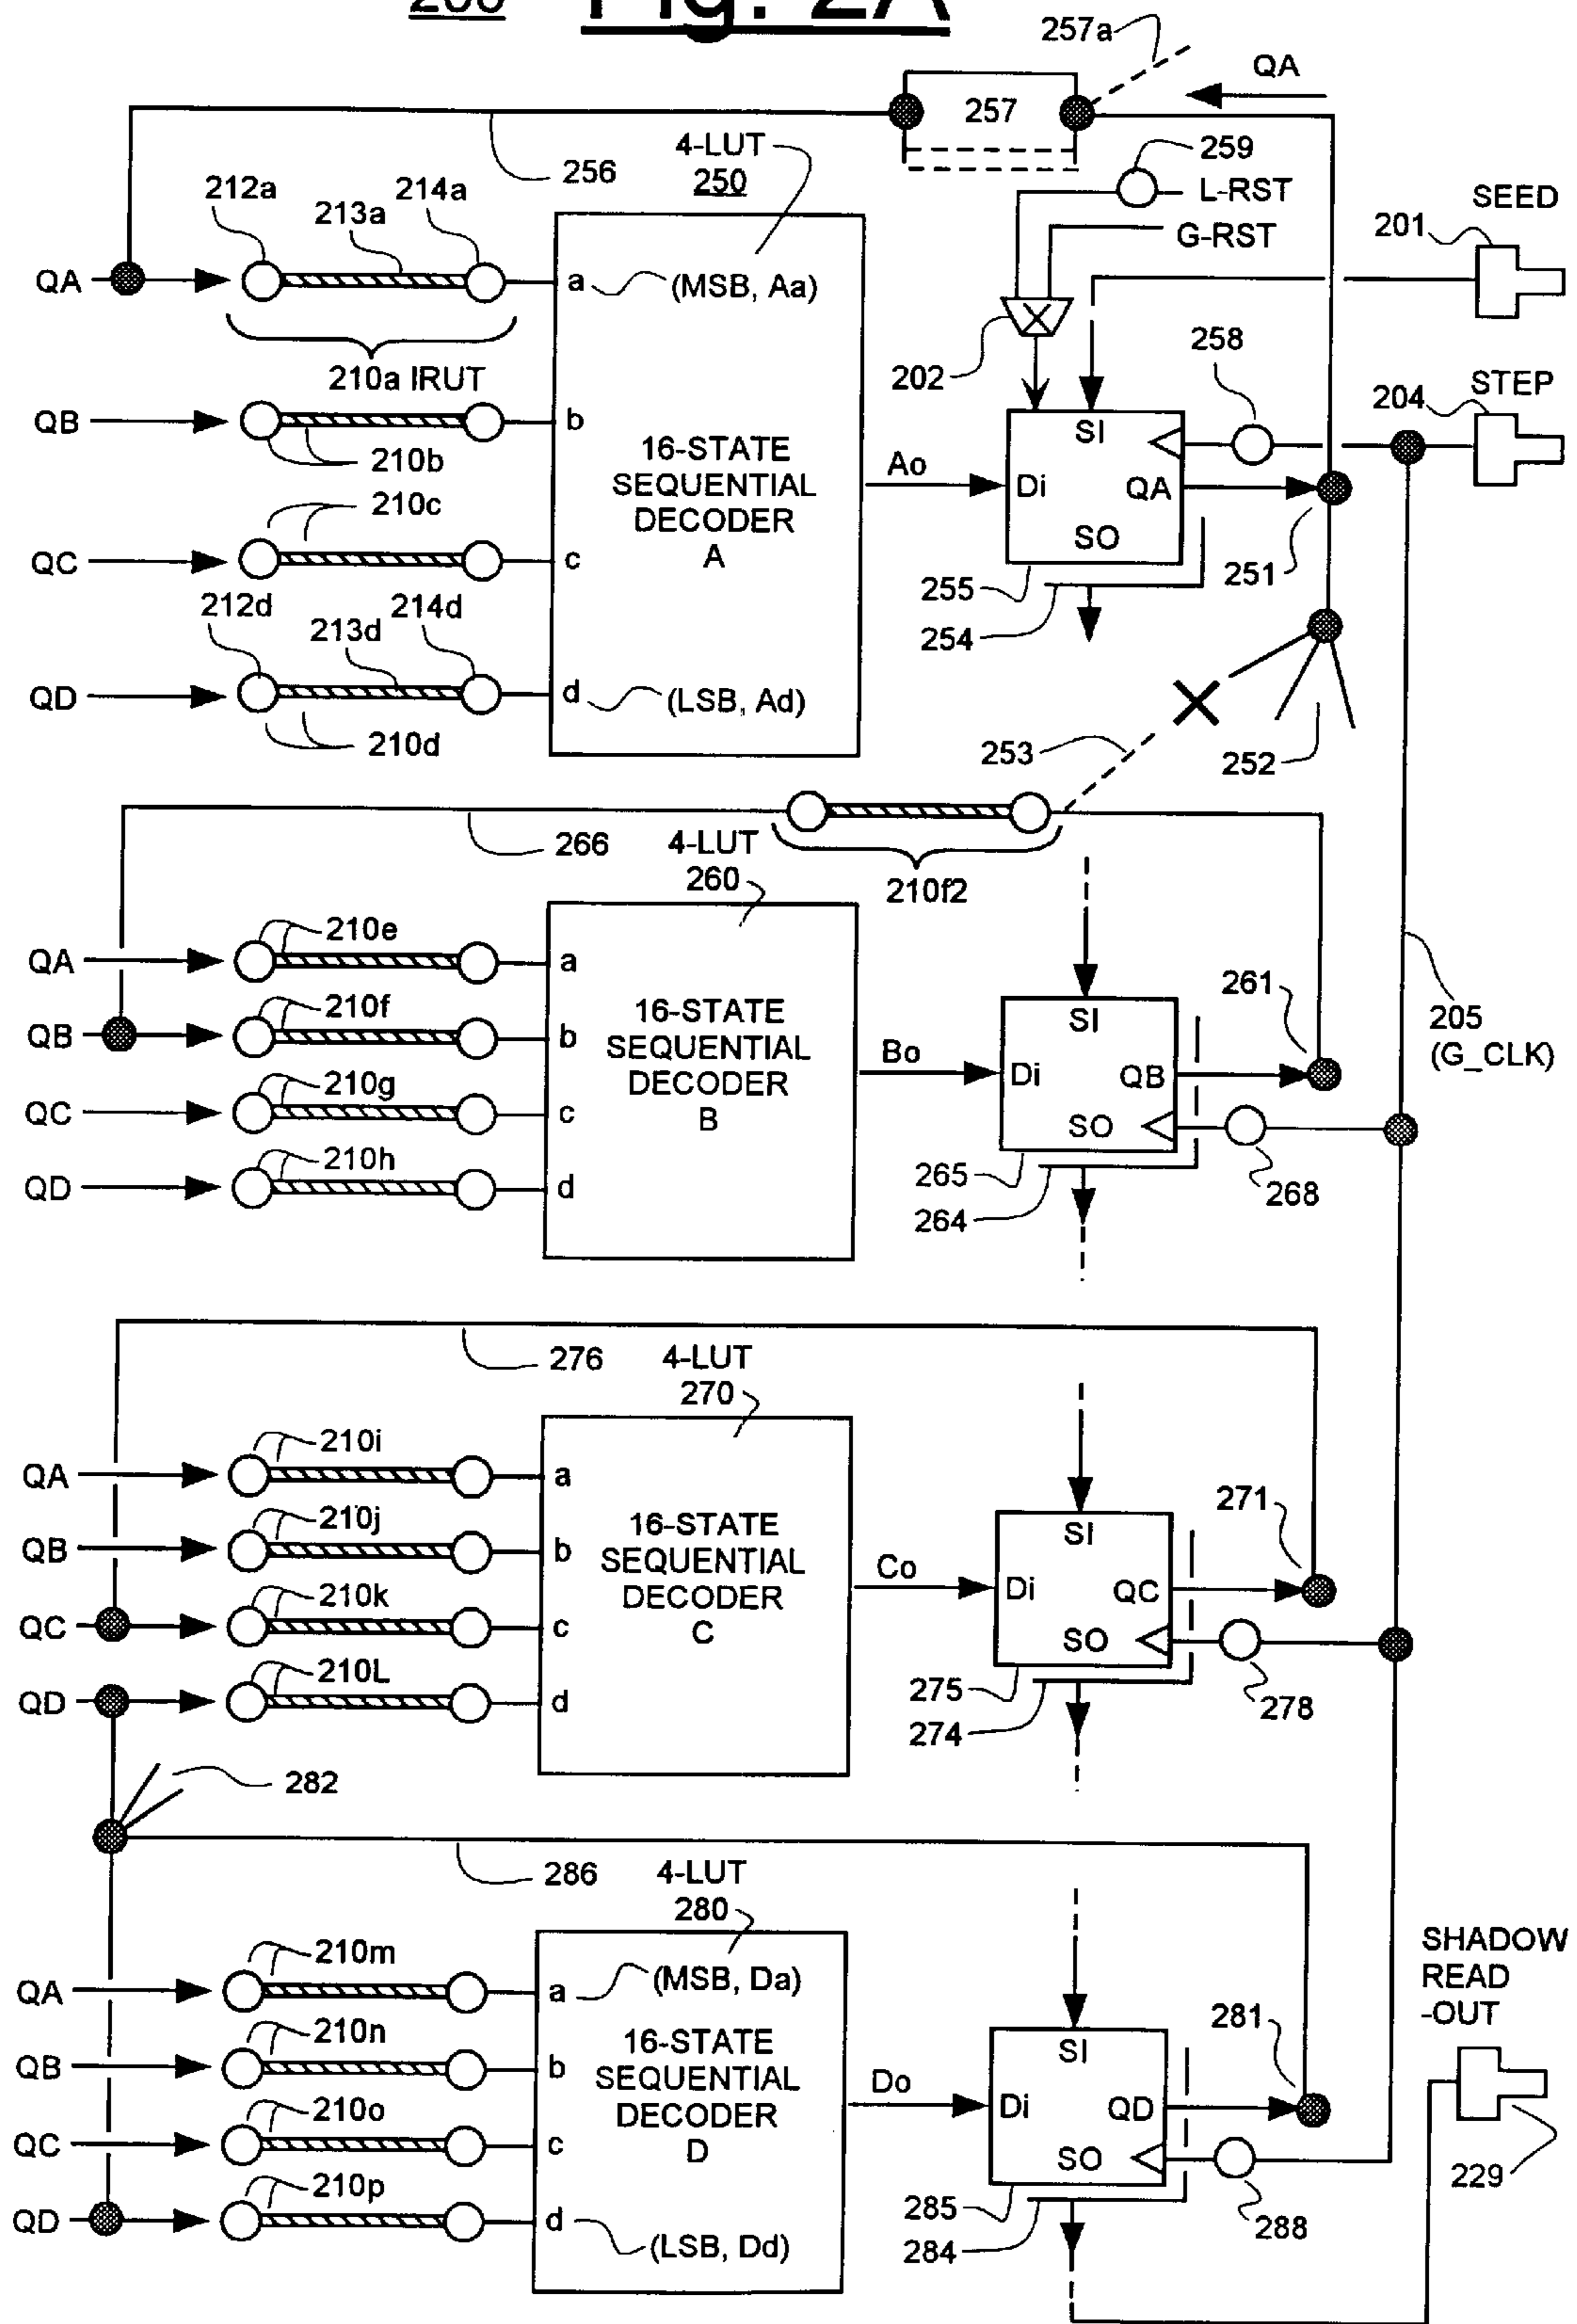 Fig. 2A
257a
QA
257
259
4-LUT
250
256
L-RST
G-RST
SEED
201
212a
213a
214a
QA
a
(MSB, Aa)
202
258
STEP
204
210a IRUT
QB
b
210b
16-STATE
SEQUENTIAL
DECODER
A
Ao
SI
Di
QA
SO
210c
QC
c
251
255
254
212d
213d
214d
QD
d
(LSB, Ad)
210d
253
252
266
4-LUT
260
210f2
QA
210e
a
QB
210f
b
16-STATE
SEQUENTIAL
DECODER
B
Bo
SI
Di
QB
SO
261
205
(G_CLK)
QC
210g
c
QD
210h
d
265
264
268
276
4-LUT
270
QA
210i
a
QB
210j
b
16-STATE
SEQUENTIAL
DECODER
C
Co
SI
Di
QC
SO
271
QC
210k
c
QD
210L
d
275
274
278
282
286
4-LUT
280
SHADOW
READ
-OUT
QA
210m
a
(MSB, Da)
QB
210n
b
16-STATE
SEQUENTIAL
DECODER
D
Do
SI
Di
QD
SO
281
QC
210o
c
229
QD
210p
d
(LSB, Dd)
285
284
288